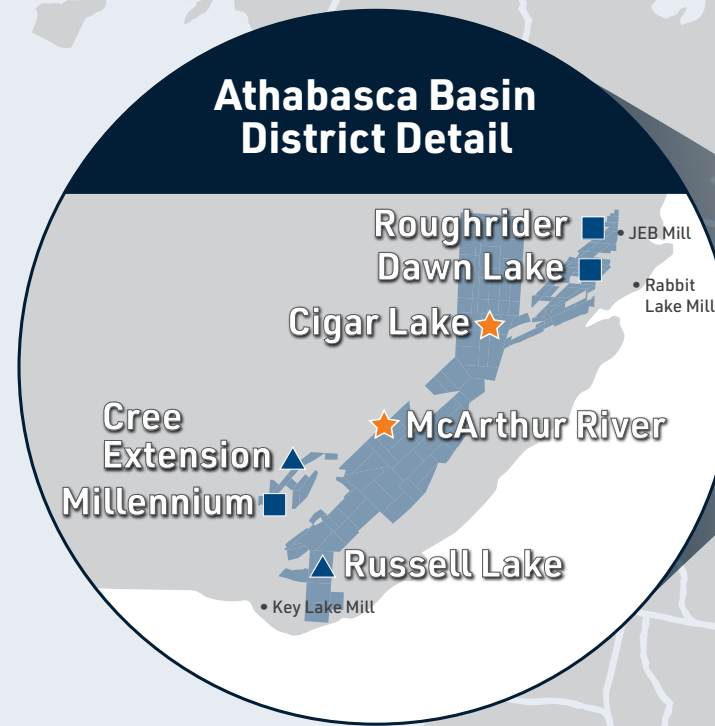 Athabasca Basin
District Detail
Roughrider
• JEB Mill
Dawn Lake
• Rabbit
Lake Mill
Cigar Lake
Cree
Extension
McArthur River
Millennium
Russell Lake
• Key Lake Mill